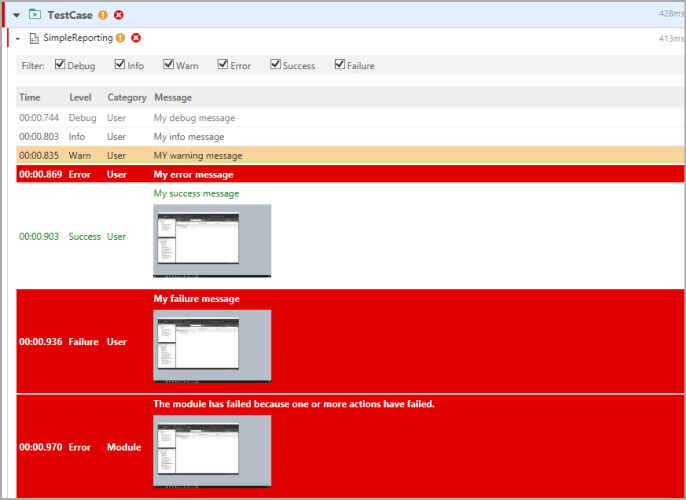 TestCase 428ms
SimpleReporting 413ms
Filter: Debug Info Warn Error Success Failure
Time Level Category Message
00:00.744 Debug User My debug message
00:00.803 Info User My info message
00:00.835 Warn User MY warning message
00:00.869 Error User My error message
My success message
00:00.903 Success User
My failure message
00:00.936 Failure User
The module has failed because one or more actions have failed.
00:00.970 Error Module